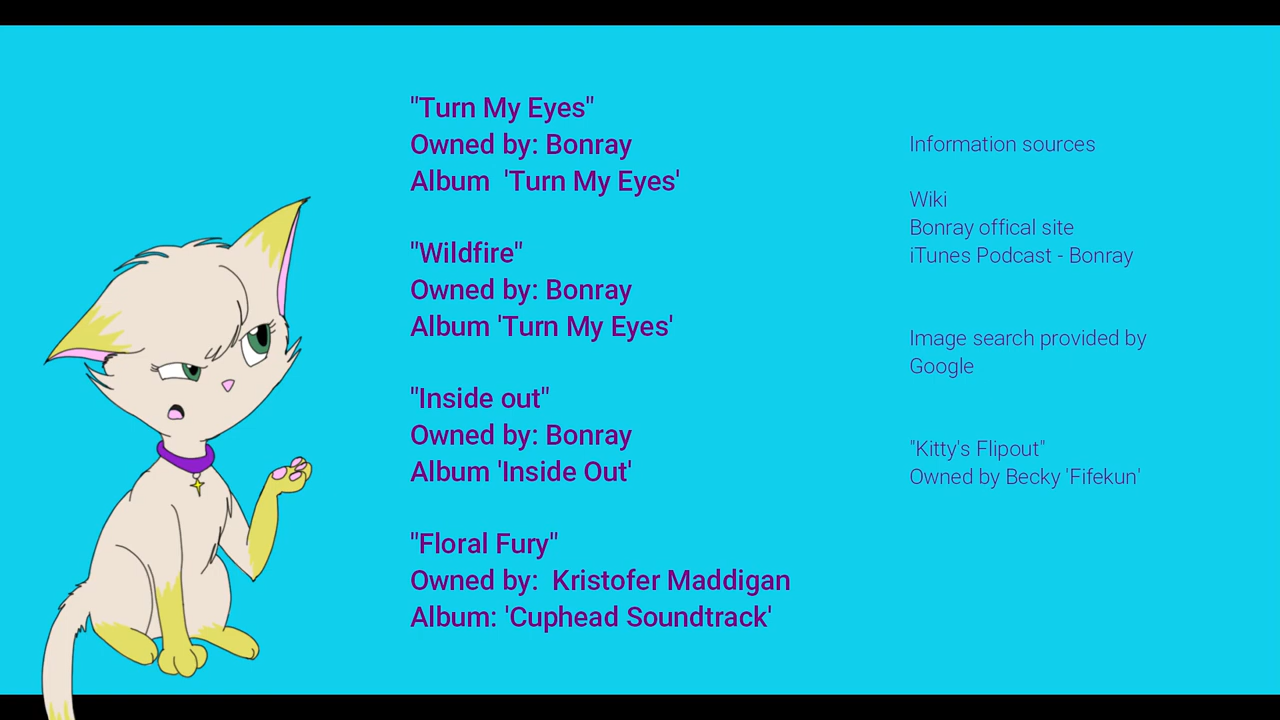 "Turn My Eyes"
Owned by: Bonray
Album  'Turn My Eyes'
"Wildfire"
Owned by: Bonray
Album 'Turn My Eyes'
"Inside out"
Owned by: Bonray
Album 'Inside Out'
"Floral Fury"
Owned by:  Kristofer Maddigan
Album: 'Cuphead Soundtrack'
Information sources
Wiki
Bonray offical site
iTunes Podcast - Bonray
Image search provided by
Google
"Kitty's Flipout"
Owned by Becky 'Fifekun'